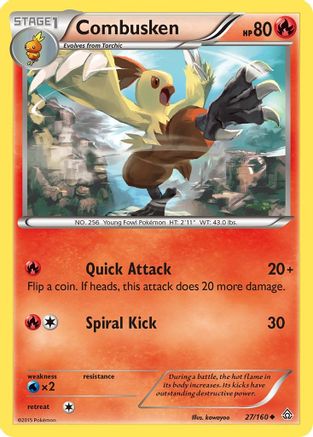 STAGE1
Combusken
HP80
Evolves from Torchic
NO. 256 Young Fowl Pokémon HT: 2'11" WT: 43.0 lbs.
Quick Attack 20+
Flip a coin. If heads, this attack does 20 more damage.
Spiral Kick 30
weakness
×2
resistance
retreat
During a battle, the hot flame in
its body increases. Its kicks have
outstanding destructive power.
©2015 Pokémon
Illus. kawayoo
27/160